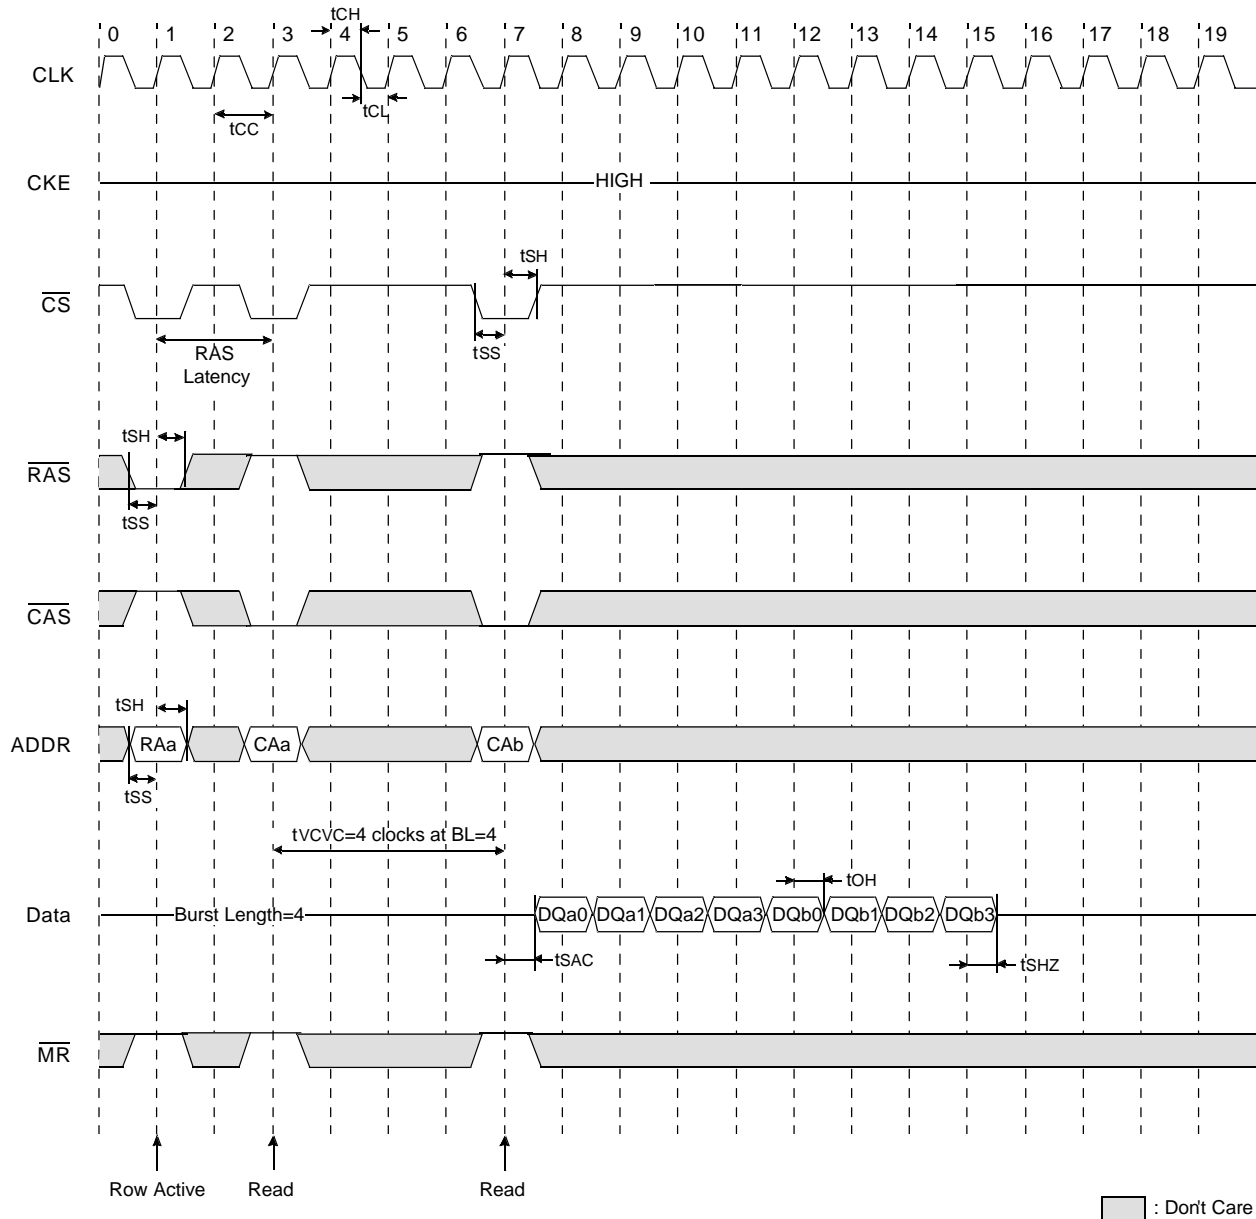 tCH
0 1 2 3 4 5 6 7 8 9 10 11 12 13 14 15 16 17 18 19
CLK
tCL
tCC
CKE
HIGH
tSH
CS
tSS
RAS
Latency
tSH
RAS
tSS
CAS
tSH
ADDR RAa CAa CAb
tSS
tVCVC=4 clocks at BL=4
tOH
Data Burst Length=4 DQa0 DQa1 DQa2 DQa3 DQb0 DQb1 DQb2 DQb3
tSAC tSHZ
MR
Row Active Read Read
: Don't Care